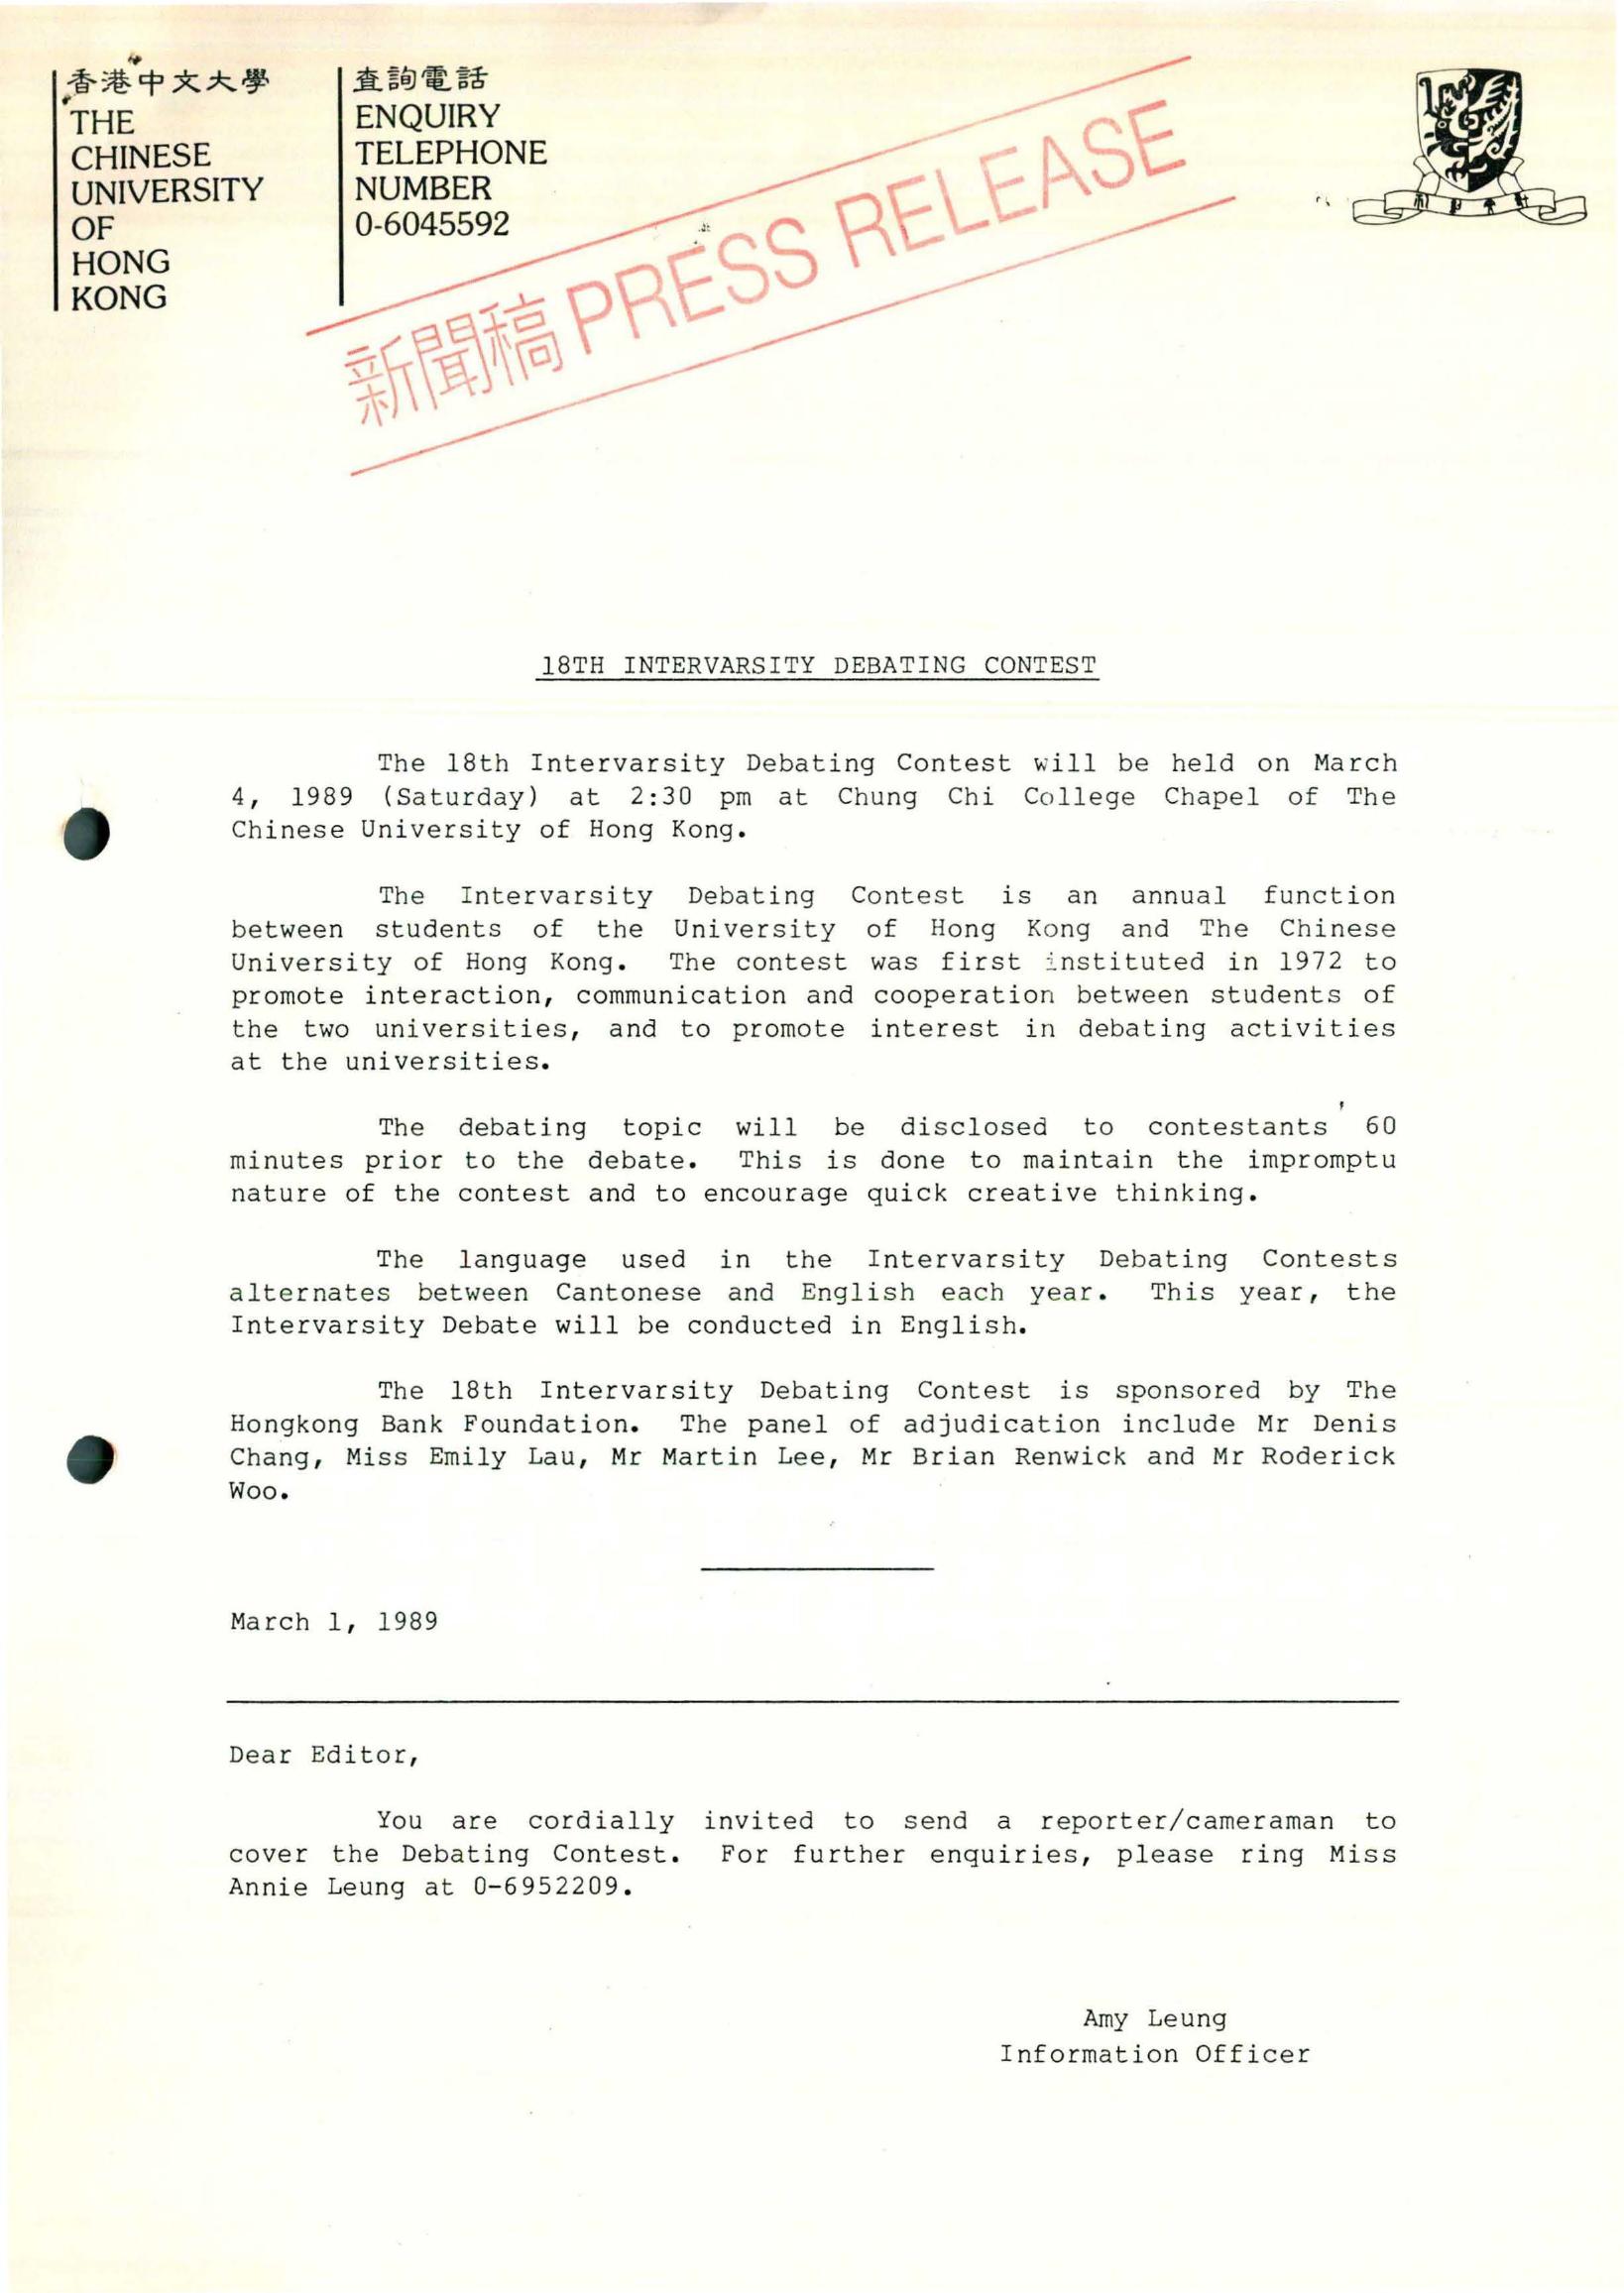 香港中文大學
THE
CHINESE
UNIVERSITY
OF
HONG
KONG
查詢電話
ENQUIRY
TELEPHONE
NUMBER
0-6045592
新聞稿 PRESS RELEASE
18TH INTERVARSITY DEBATING CONTEST
The 18th Intervarsity Debating Contest will be held on March
4, 1989 (Saturday) at 2:30 pm at Chung Chi College Chapel of The
Chinese University of Hong Kong.
The Intervarsity Debating Contest is an annual function
between students of the University of Hong Kong and The Chinese
University of Hong Kong. The contest was first instituted in 1972 to
promote interaction, communication and cooperation between students of
the two universities, and to promote interest in debating activities
at the universities.
The debating topic will be disclosed to contestants 60
minutes prior to the debate. This is done to maintain the impromptu
nature of the contest and to encourage quick creative thinking.
The language used in the Intervarsity Debating Contests
alternates between Cantonese and English each year. This year, the
Intervarsity Debate will be conducted in English.
The 18th Intervarsity Debating Contest is sponsored by The
Hongkong Bank Foundation. The panel of adjudication include Mr Denis
Chang, Miss Emily Lau, Mr Martin Lee, Mr Brian Renwick and Mr Roderick
Woo.
March 1, 1989
Dear Editor,
You are cordially invited to send a reporter/cameraman to
cover the Debating Contest. For further enquiries, please ring Miss
Annie Leung at 0-6952209.
Amy Leung
Information Officer